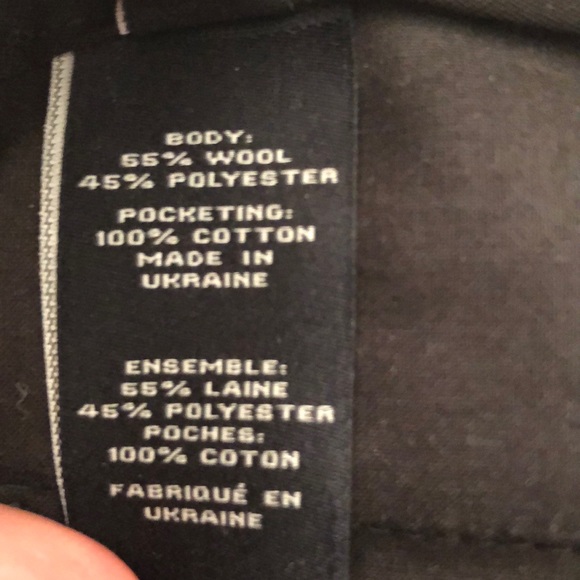 BODY:
55% WOOL
45% POLYESTER
POCKETING:
100% COTTON
MADE IN
UKRAINE
ENSEMBLE:
55% LAINE
45% POLYESTER
POCHES:
100% COTON
FABRIQUÉ EN
UKRAINE